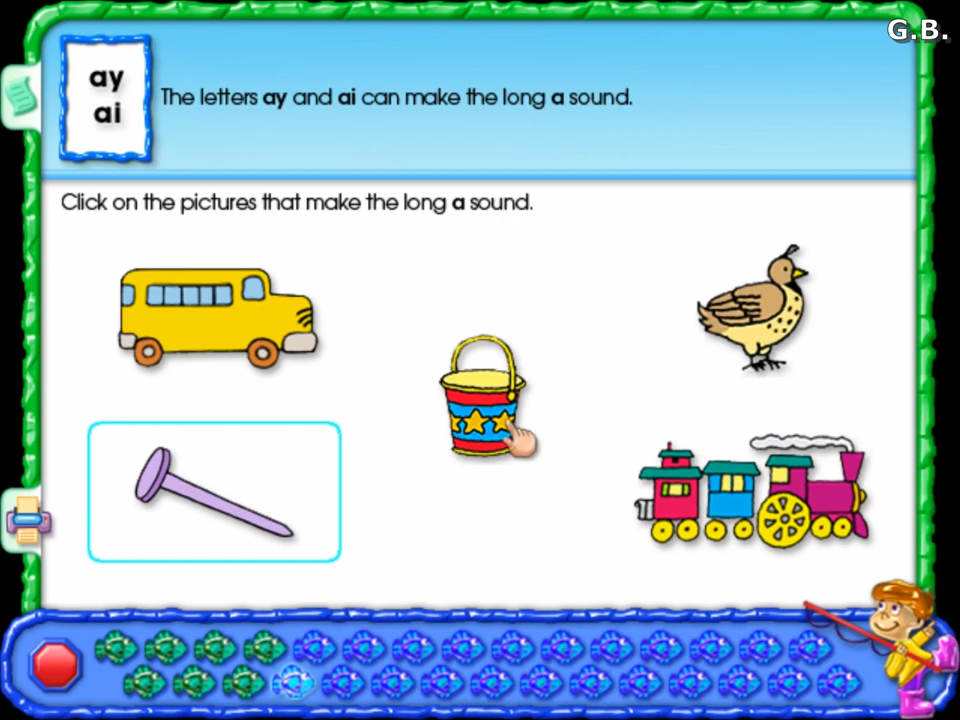 G.B.
ay
ai
The letters ay and ai can make the long a sound.
Click on the pictures that make the long a sound.